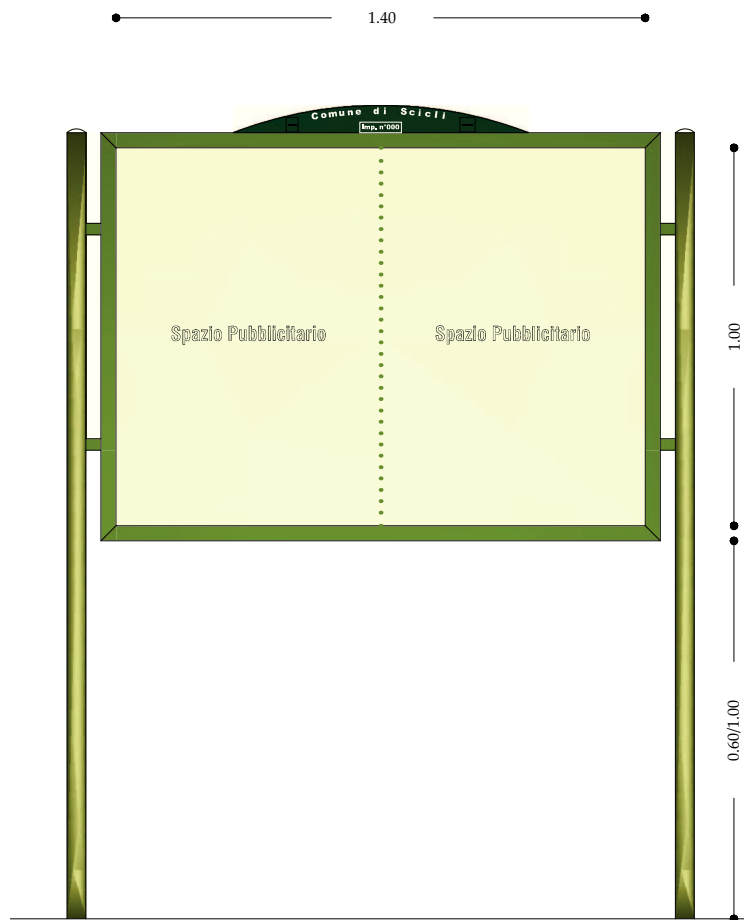 1.40
Comune di Scicli
Imp. n°000
Spazio Pubblicitario Spazio Pubblicitario
1.00
0.60/1.00